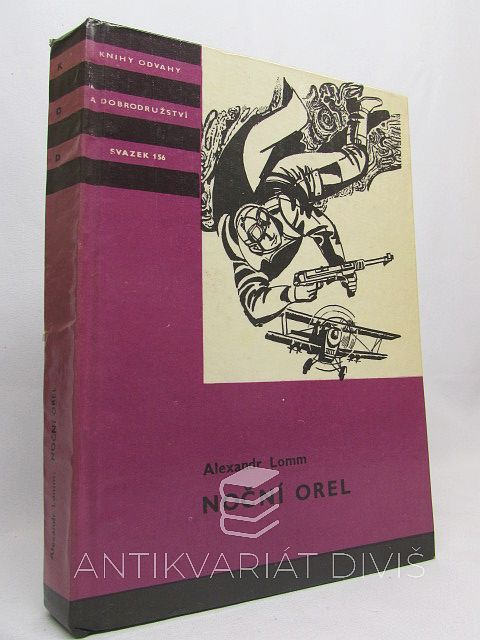 K
O
D
KNIHY ODVAHY
A DOBRODRUŽSTVÍ
SVAZEK 156
Alexandr Lomm
NOČNÍ OREL
Alexandr Lomm NOČNÍ OREL
ANTIKVARIÁT DIVIŠ